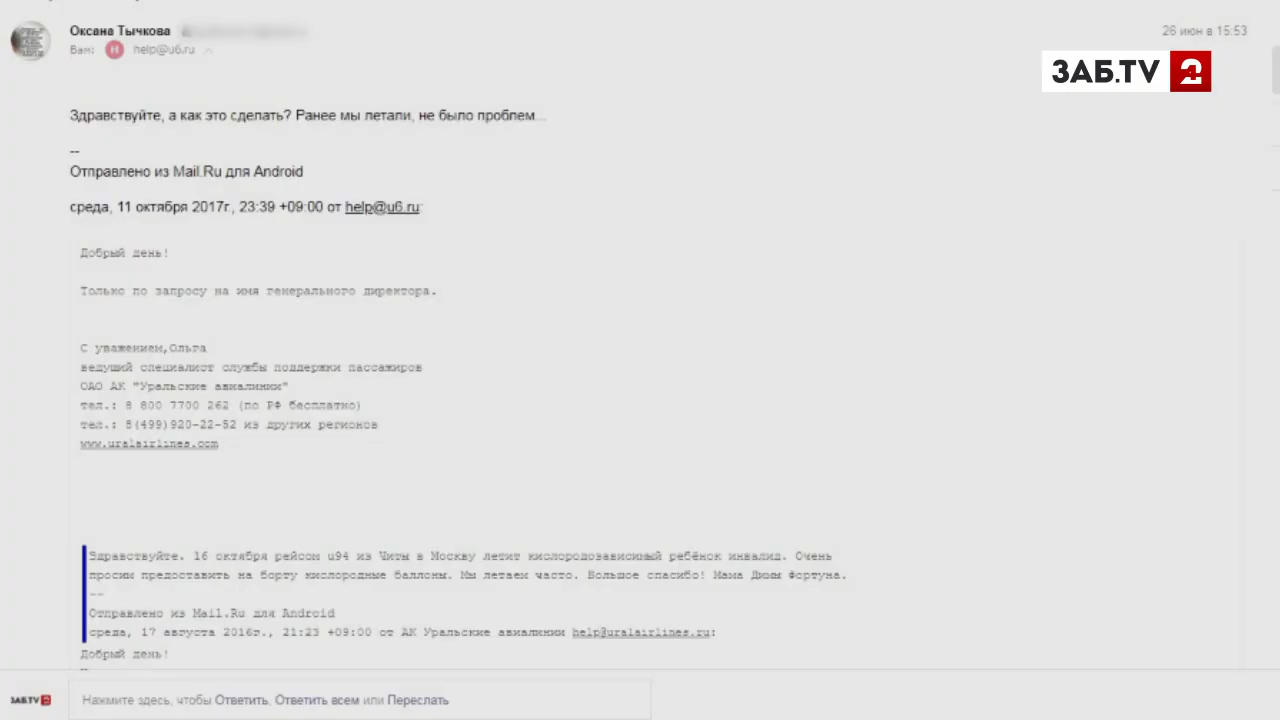 Оксана Тычкова
26 июн в 15:53
Вам: H help@u6.ru
ЗАБ.TV 24
Здравствуйте, а как это сделать? Ранее мы летали, не было проблем...
--
Отправлено из Mail.Ru для Android
среда, 11 октября 2017г., 23:39 +09:00 от help@u6.ru:
Добрый день!
Только по запросу на имя генерального директора.
С уважением,Ольга
ведущий специалист службы поддержки пассажиров
ОАО АК "Уральские авиалинии"
тел.: 8 800 7700 262 (по РФ бесплатно)
тел.: 8(499)920-22-52 из других регионов
www.uralairlines.com
Здравствуйте. 16 октября рейсом u94 из Читы в Москву летит кислородозависимый ребёнок инвалид. Очень
просим предоставить на борту кислородные баллоны. Мы летаем часто. Большое спасибо! Мама Димы Фортуна.
--
Отправлено из Mail.Ru для Android
среда, 17 августа 2016г., 21:23 +09:00 от АК Уральские авиалинии help@uralairlines.ru:
Добрый день!
ЗАБ.TV
Нажмите здесь, чтобы Ответить, Ответить всем или Переслать